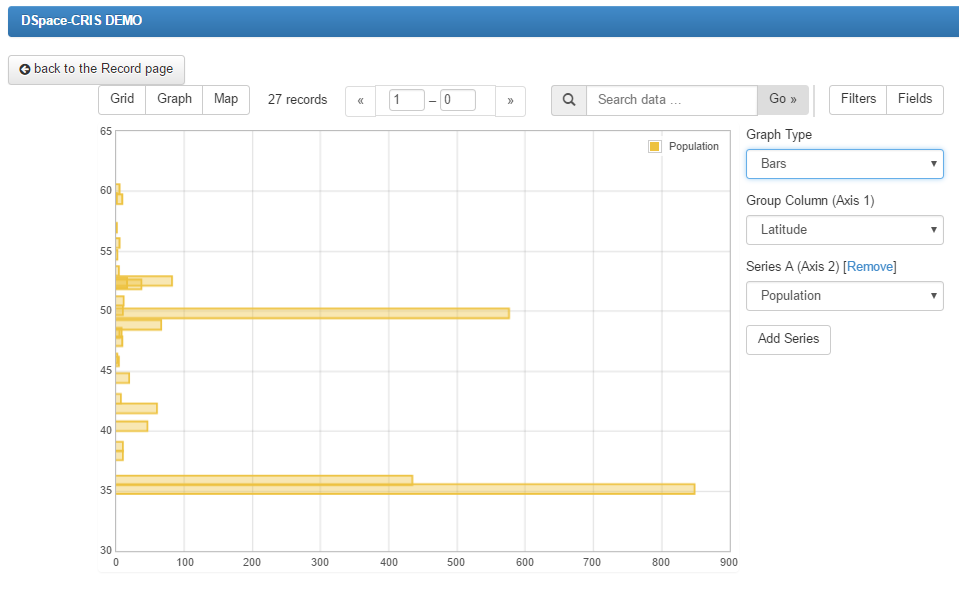 DSpace-CRIS DEMO
back to the Record page
Grid Graph Map 27 records « 1 – 0 » Search data ... Go » Filters Fields
Graph Type
Bars
Group Column (Axis 1)
Latitude
Series A (Axis 2) [Remove]
Population
Add Series
Population
65
60
55
50
45
40
35
30
0 100 200 300 400 500 600 700 800 900